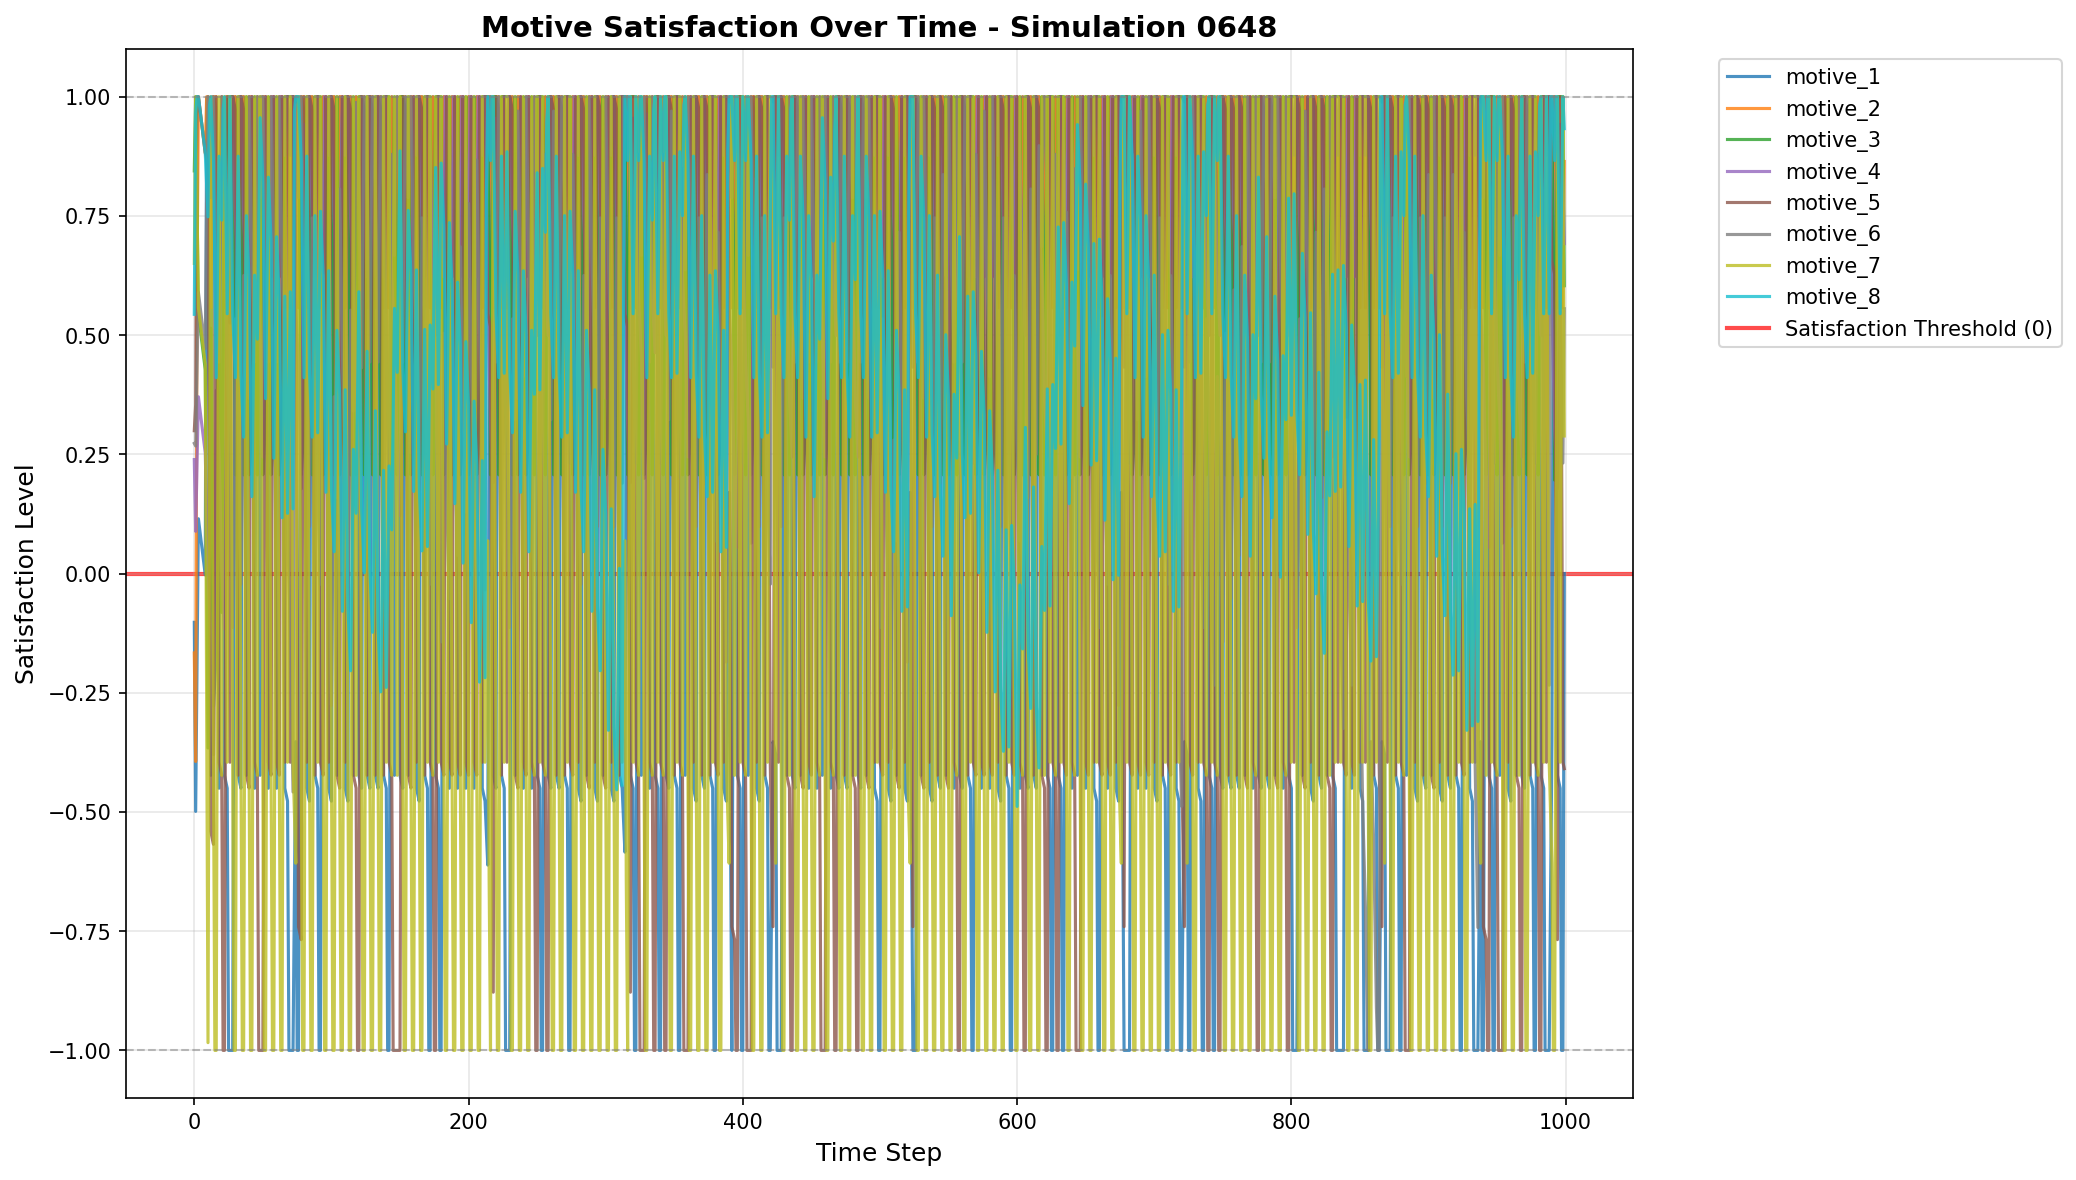 Motive Satisfaction Over Time - Simulation 0648
1.00
0.75
0.50
0.25
0.00
−0.25
−0.50
−0.75
−1.00
Satisfaction Level
0
200
400
600
800
1000
Time Step
motive_1
motive_2
motive_3
motive_4
motive_5
motive_6
motive_7
motive_8
Satisfaction Threshold (0)